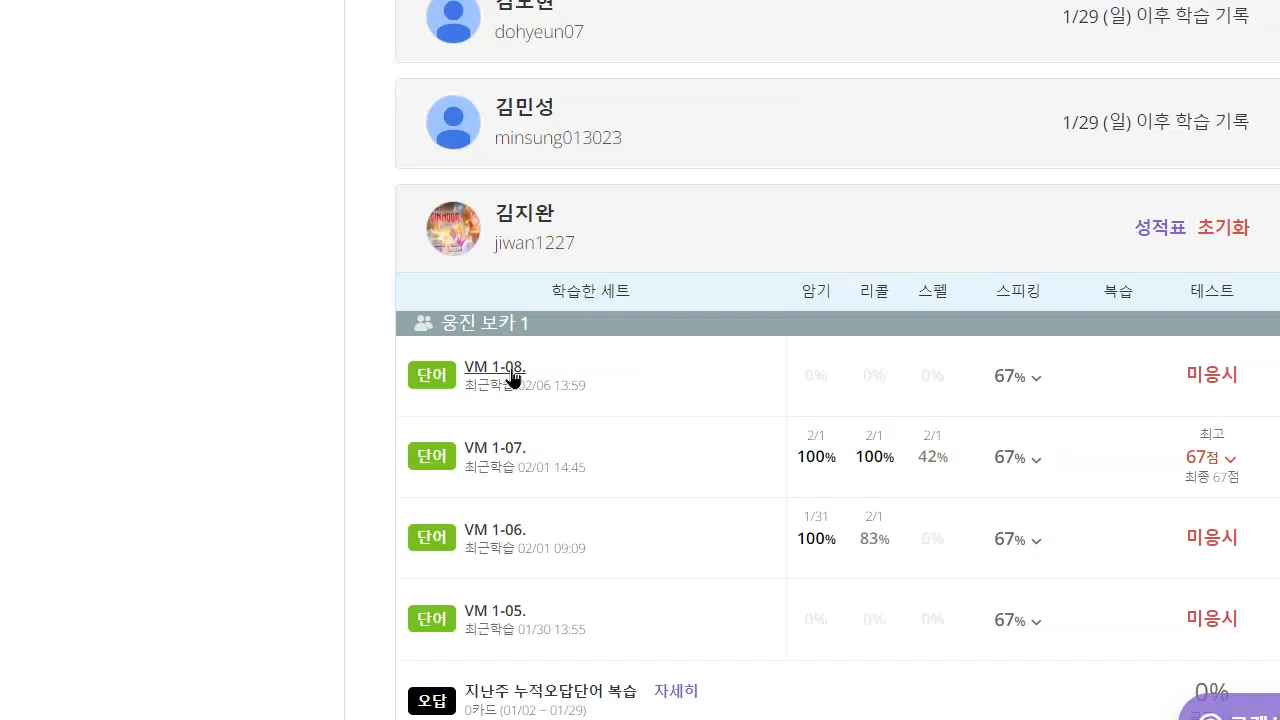 김도현
dohyeun07
1/29 (일) 이후 학습 기록
김민성
minsung013023
1/29 (일) 이후 학습 기록
김지완
jiwan1227
성적표 초기화
학습한 세트 암기 리콜 스펠 스피킹 복습 테스트
웅진 보카 1
단어 VM 1-08. 0% 0% 0% 67% 미응시
최근학습 02/06 13:59
2/1 2/1 2/1 최고
단어 VM 1-07. 100% 100% 42% 67% 67점
최근학습 02/01 14:45 최종 67점
1/31 2/1
단어 VM 1-06. 100% 83% 0% 67% 미응시
최근학습 02/01 09:09
단어 VM 1-05. 0% 0% 0% 67% 미응시
최근학습 01/30 13:55
오답 지난주 누적오답단어 복습 자세히 0%
0카드 (01/02 ~ 01/29)